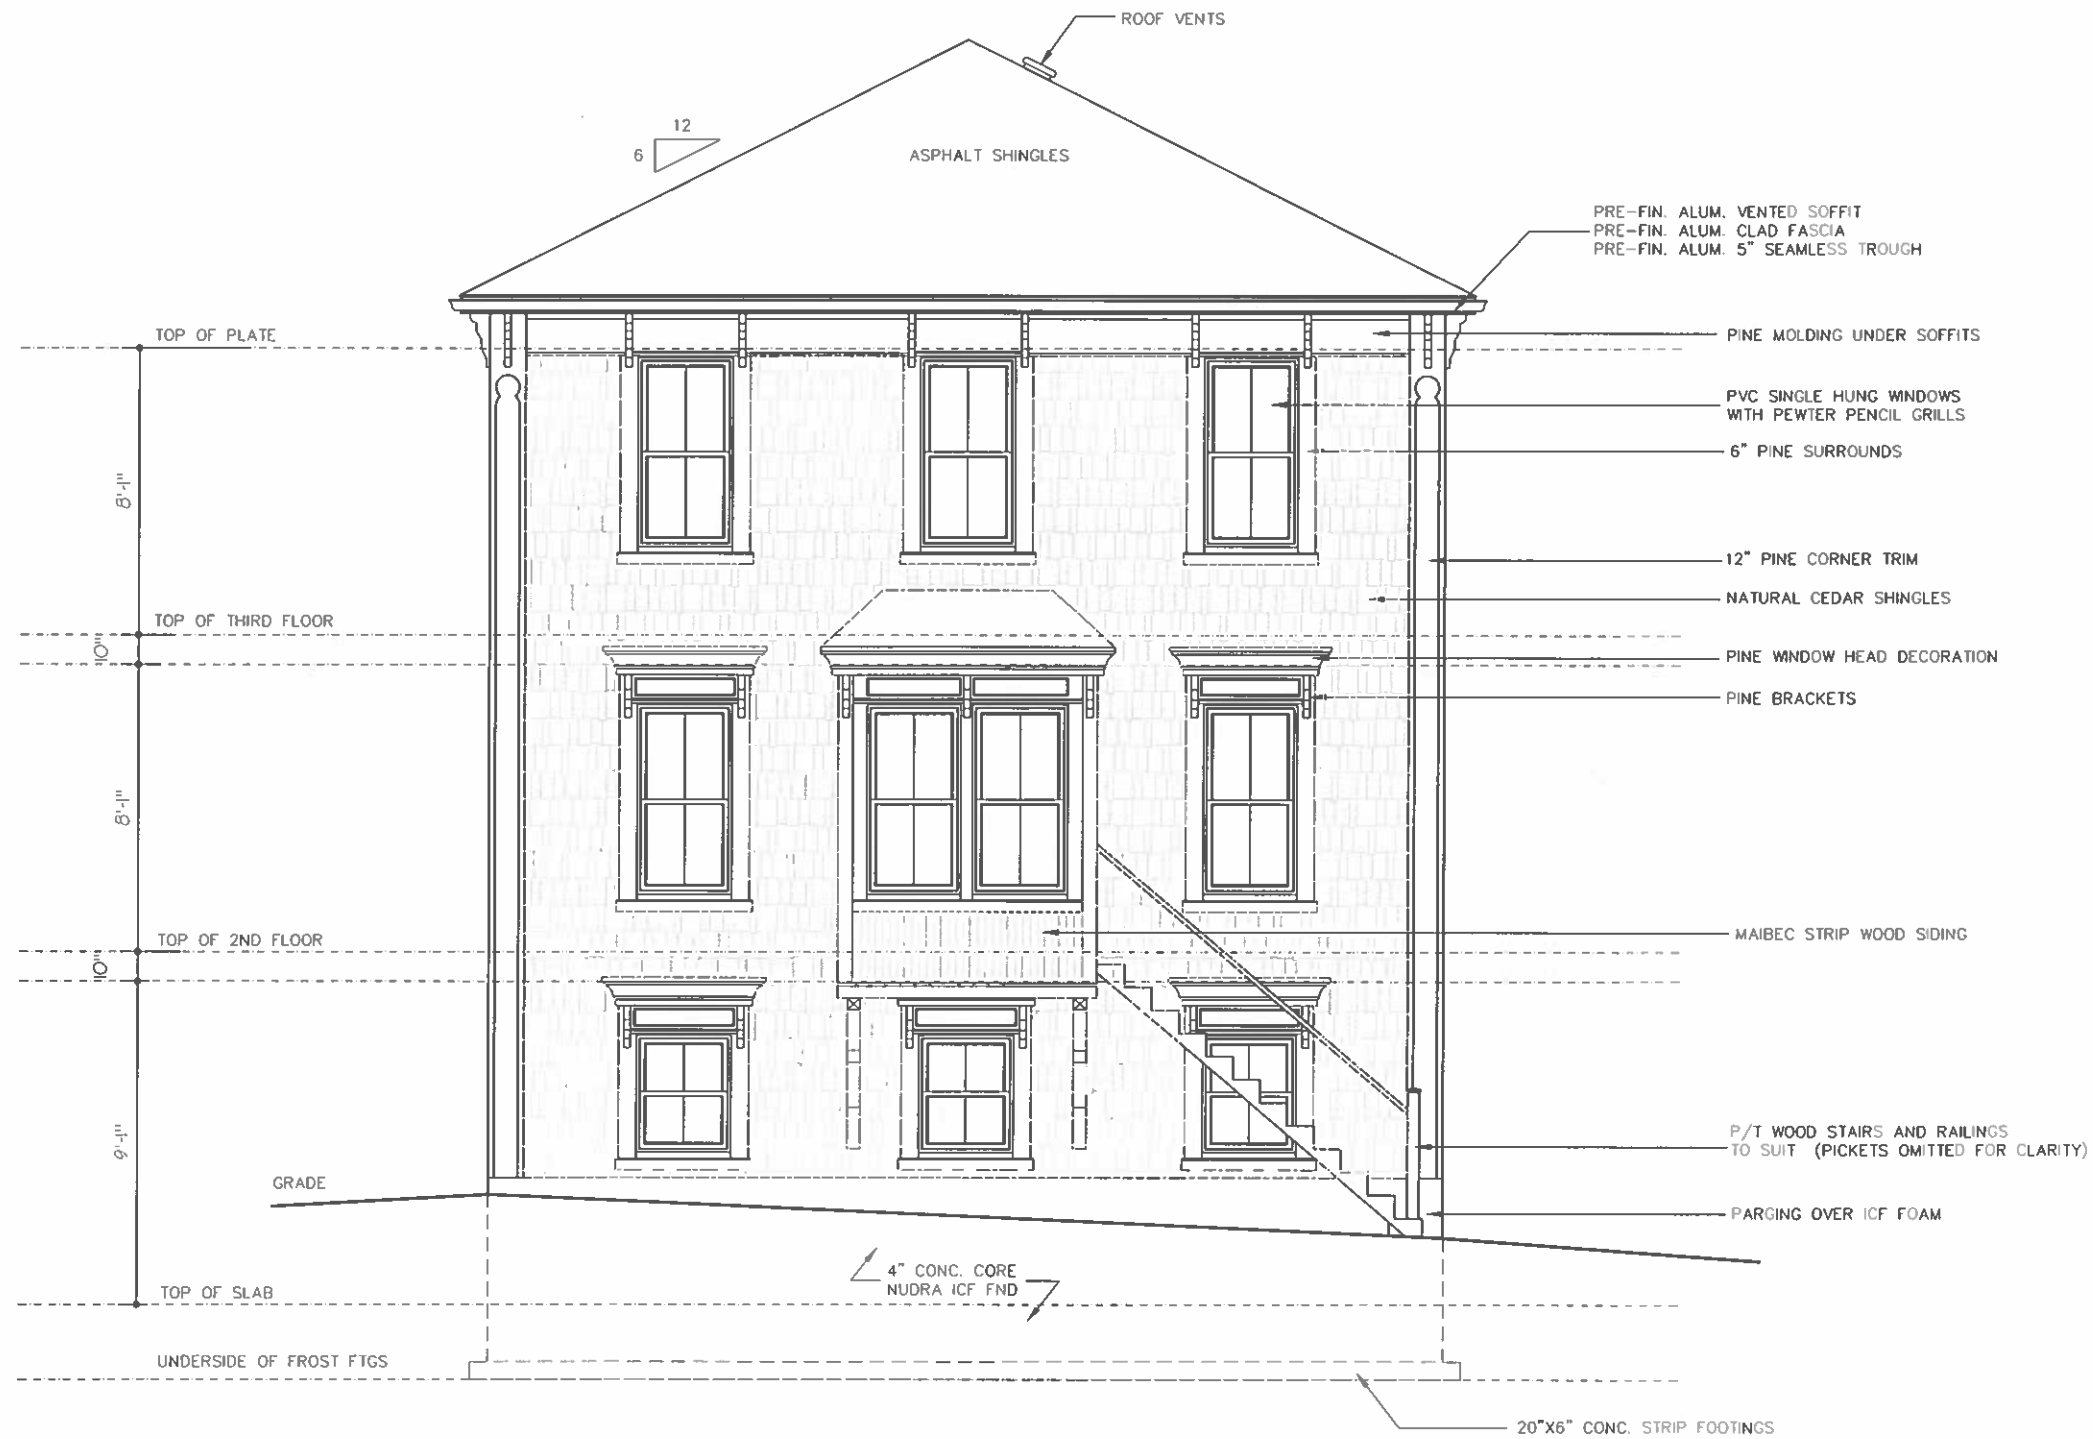 ROOF VENTS
12
6
ASPHALT SHINGLES
PRE-FIN. ALUM. VENTED SOFFIT
PRE-FIN. ALUM. CLAD FASCIA
PRE-FIN. ALUM. 5" SEAMLESS TROUGH
TOP OF PLATE
PINE MOLDING UNDER SOFFITS
PVC SINGLE HUNG WINDOWS
WITH PEWTER PENCIL GRILLS
6" PINE SURROUNDS
8'-1"
12" PINE CORNER TRIM
NATURAL CEDAR SHINGLES
TOP OF THIRD FLOOR
10"
PINE WINDOW HEAD DECORATION
PINE BRACKETS
8'-1"
MAIBEC STRIP WOOD SIDING
TOP OF 2ND FLOOR
10"
9'-1"
P/T WOOD STAIRS AND RAILINGS
TO SUIT (PICKETS OMITTED FOR CLARITY)
GRADE
PARGING OVER ICF FOAM
4" CONC. CORE
NUDRA ICF FND
TOP OF SLAB
UNDERSIDE OF FROST FTGS
20"X6" CONC. STRIP FOOTINGS